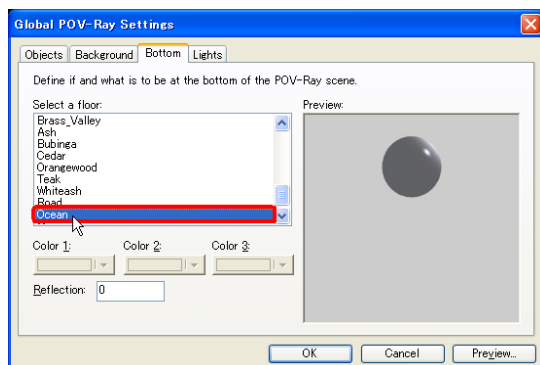 Global POV-Ray Settings
Objects Background Bottom Lights
Define if and what is to be at the bottom of the POV-Ray scene.
Select a floor: Preview:
Brass_Valley
Ash
Bubinga
Cedar
Orangewood
Teak
Whiteash
Road
Ocean
Color 1: Color 2: Color 3:
Reflection: 0
OK Cancel Preview...